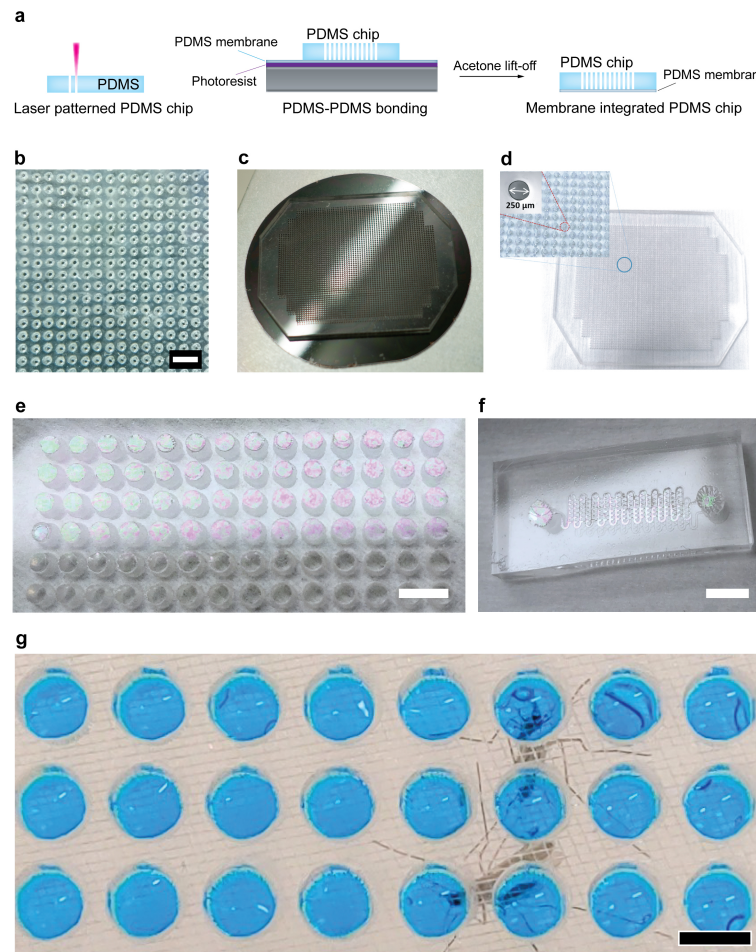 a
PDMS
Laser patterned PDMS chip
PDMS chip
PDMS membrane
Photoresist
PDMS-PDMS bonding
Acetone lift-off
PDMS chip
PDMS membran
Membrane integrated PDMS chip
b
c
d
250 µm
e
f
g